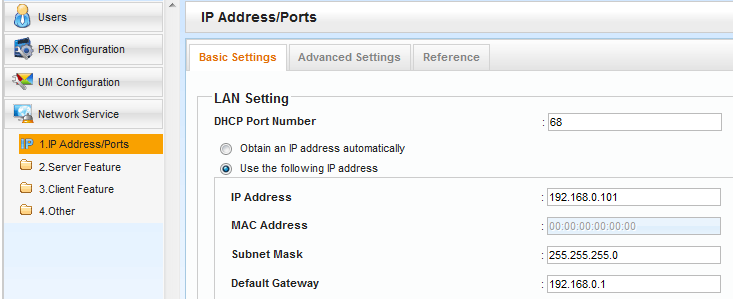 Users
PBX Configuration
UM Configuration
Network Service
IP 1.IP Address/Ports
2.Server Feature
3.Client Feature
4.Other
IP Address/Ports
Basic Settings Advanced Settings Reference
LAN Setting
DHCP Port Number : 68
Obtain an IP address automatically
Use the following IP address
IP Address : 192.168.0.101
MAC Address : 00:00:00:00:00:00
Subnet Mask : 255.255.255.0
Default Gateway : 192.168.0.1